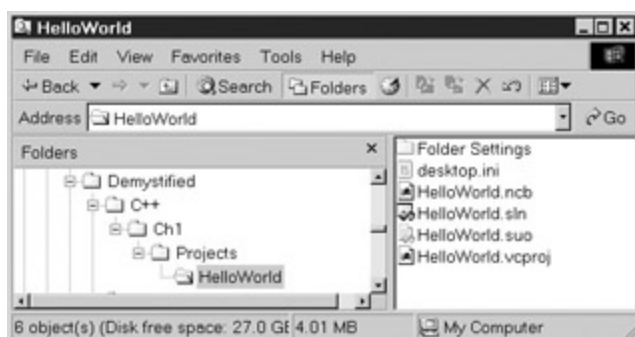 HelloWorld
File Edit View Favorites Tools Help
Back Search Folders
Address HelloWorld Go
Folders
Demystified
C++
Ch1
Projects
HelloWorld
Folder Settings
desktop.ini
HelloWorld.ncb
HelloWorld.sln
HelloWorld.suo
HelloWorld.vcproj
6 object(s) (Disk free space: 27.0 GE 4.01 MB My Computer